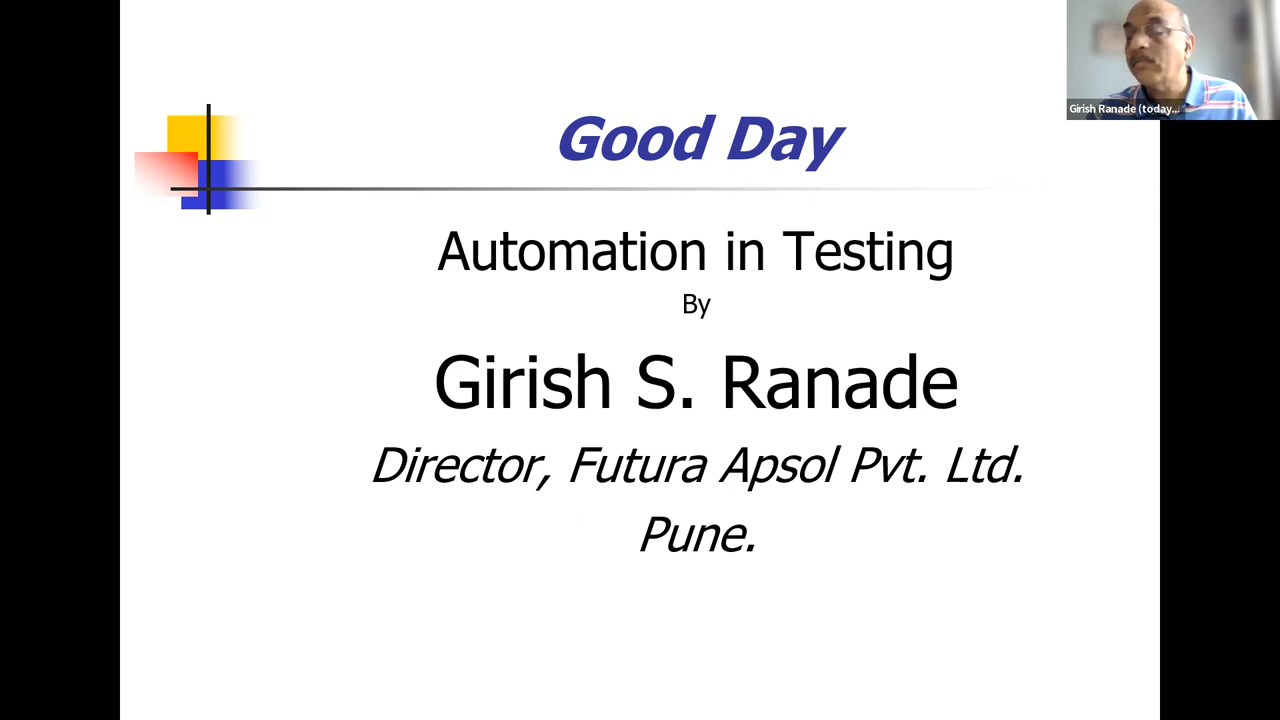 Good Day
Automation in Testing
By
Girish S. Ranade
Director, Futura Apsol Pvt. Ltd.
Pune.
Girish Ranade (today...